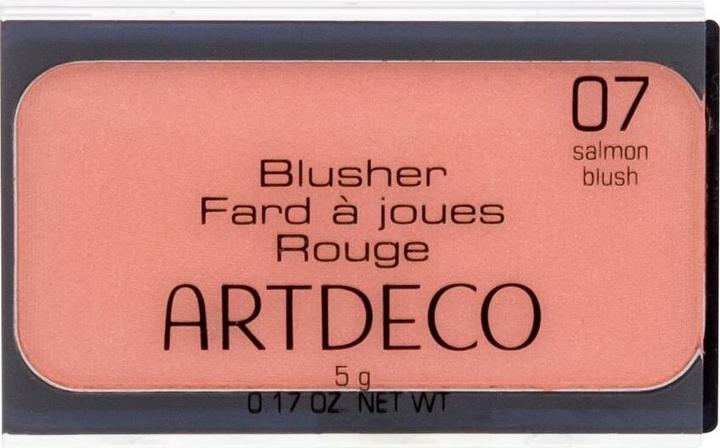 07
salmon
blush
Blusher
Fard à joues
Rouge
ARTDECO
5 g
0.17 OZ NET WT